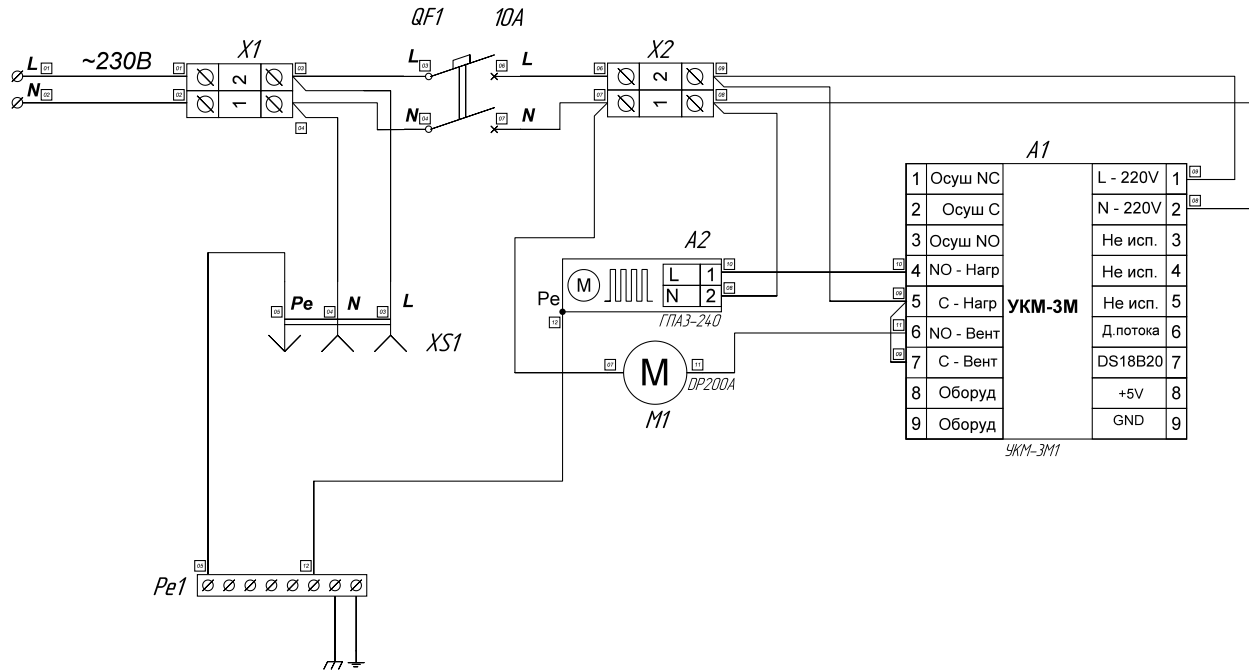 QF1 10A
X1 X2
L 01 ~230В 01 2 03 L 03 06 L 06 2 09
N 02 02 1 04 N 04 07 N 07 1 08
A1
1 Осуш NC L - 220V 1 09
2 Осуш C N - 220V 2 08
3 Осуш NO Не исп. 3
10 4 NO - Нагр Не исп. 4
09 5 C - Нагр УКМ-3М Не исп. 5
11 6 NO - Вент Д.потока 6
09 7 C - Вент DS18B20 7
8 Оборуд +5V 8
9 Оборуд GND 9
УКМ-3М1
A2
M L 1 10
N 2 08
Pe
12
ГПАЗ-240
05 Pe 04 N 03 L
XS1
07 M 11
DP200A
M1
05 12
Pe1